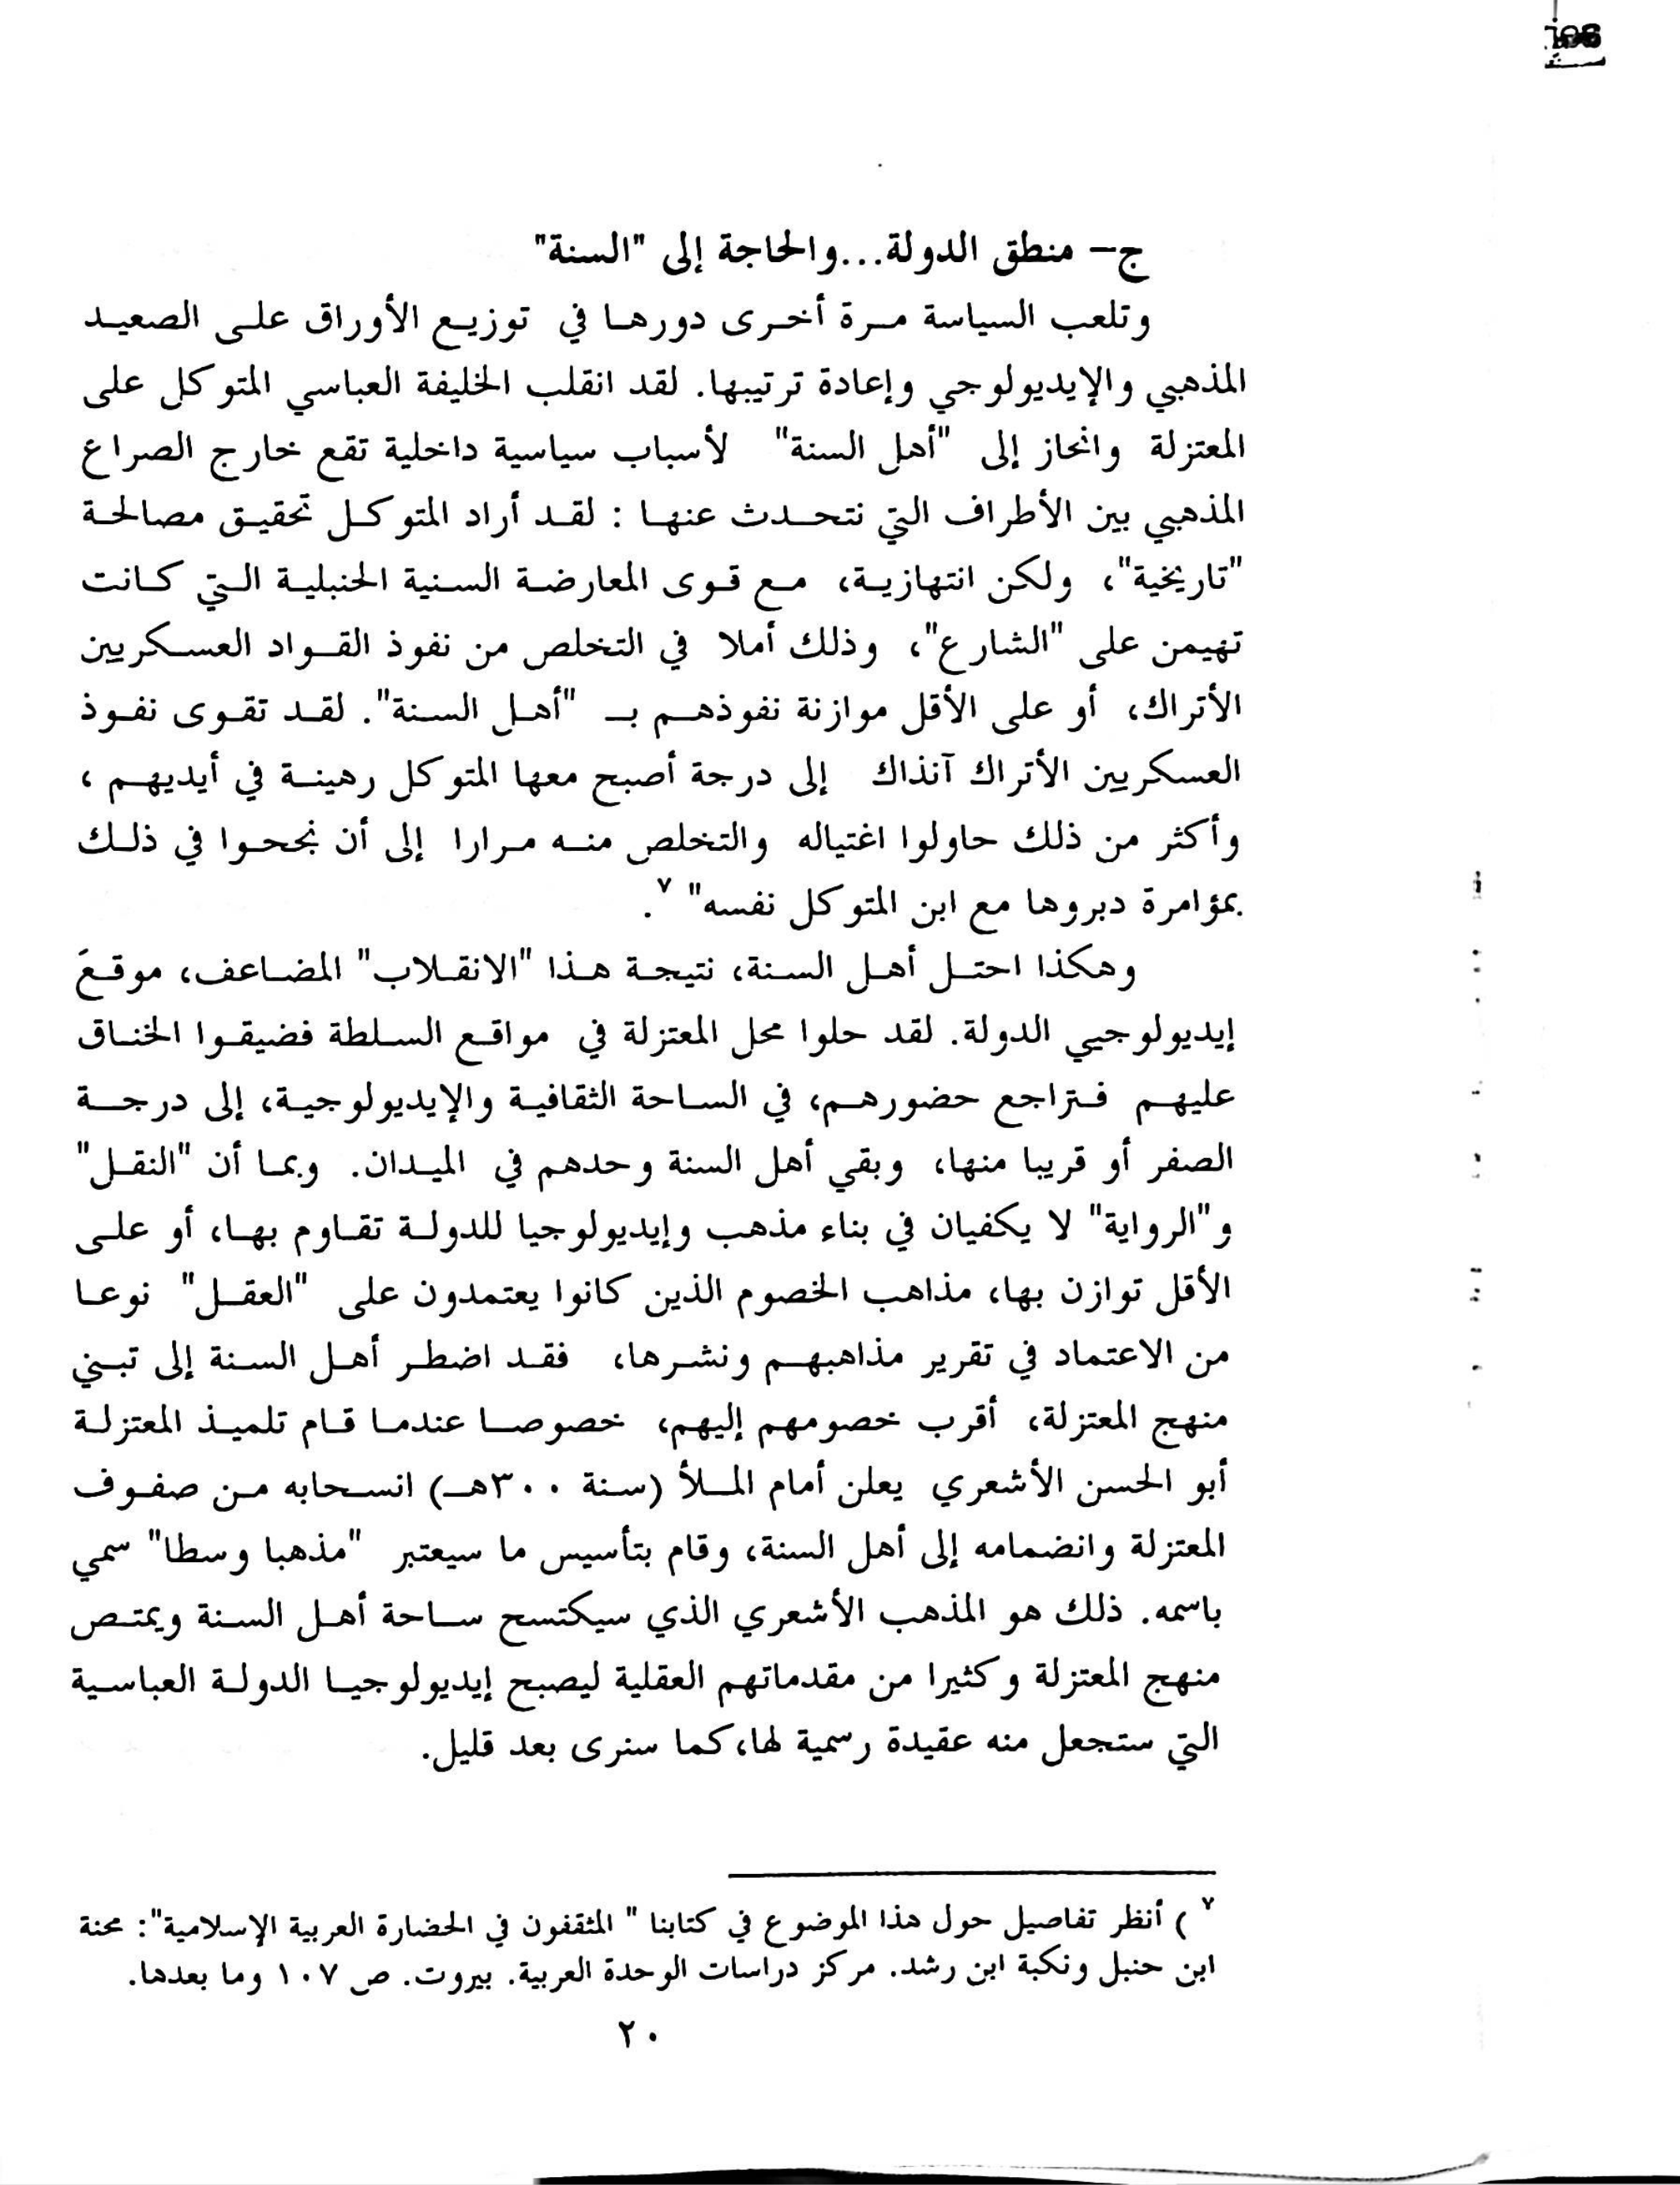 ج- منطق الدولة...والحاجة إلى "السنة"
وتلعب السياسة مرة أخرى دورها في توزيع الأوراق على الصعيد
المذهبي والإيديولوجي وإعادة ترتيبها. لقد انقلب الخليفة العباسي المتوكل على
المعتزلة وانحاز إلى "أهل السنة" لأسباب سياسية داخلية تقع خارج الصراع
المذهبي بين الأطراف التي نتحدث عنها : لقد أراد المتوكل تحقيق مصالحة
"تاريخية"، ولكن انتهازية، مع قوى المعارضة السنية الحنبلية التي كانت
تهيمن على "الشارع"، وذلك أملا في التخلص من نفوذ القواد العسكريين
الأتراك، أو على الأقل موازنة نفوذهم بـ "أهل السنة". لقد تقوى نفوذ
العسكريين الأتراك آنذاك إلى درجة أصبح معها المتوكل رهينة في أيديهم ،
وأكثر من ذلك حاولوا اغتياله والتخلص منه مرارا إلى أن نجحوا في ذلك
بمؤامرة دبروها مع ابن المتوكل نفسه" ٧.
وهكذا احتل أهل السنة، نتيجة هذا "الانقلاب" المضاعف، موقعَ
إيديولوجيي الدولة. لقد حلوا محل المعتزلة في مواقع السلطة فضيقوا الخناق
عليهم فتراجع حضورهم، في الساحة الثقافية والإيديولوجية، إلى درجة
الصفر أو قريبا منها، وبقي أهل السنة وحدهم في الميدان. وبما أن "النقل"
و"الرواية" لا يكفيان في بناء مذهب وإيديولوجيا للدولة تقاوم بها، أو على
الأقل توازن بها، مذاهب الخصوم الذين كانوا يعتمدون على "العقل" نوعا
من الاعتماد في تقرير مذاهبهم ونشرها، فقد اضطر أهل السنة إلى تبني
منهج المعتزلة، أقرب خصومهم إليهم، خصوصا عندما قام تلميذ المعتزلة
أبو الحسن الأشعري يعلن أمام الملأ (سنة ٣٠٠هـ) انسحابه من صفوف
المعتزلة وانضمامه إلى أهل السنة، وقام بتأسيس ما سيعتبر "مذهبا وسطا" سمي
باسمه. ذلك هو المذهب الأشعري الذي سيكتسح ساحة أهل السنة ويمتص
منهج المعتزلة وكثيرا من مقدماتهم العقلية ليصبح إيديولوجيا الدولة العباسية
التي ستجعل منه عقيدة رسمية لها،كما سنرى بعد قليل.
٧ ) أنظر تفاصيل حول هذا الموضوع في كتابنا " المثقفون في الحضارة العربية الإسلامية": محنة
ابن حنبل ونكبة ابن رشد. مركز دراسات الوحدة العربية. بيروت. ص ١٠٧ وما بعدها.
٢٠